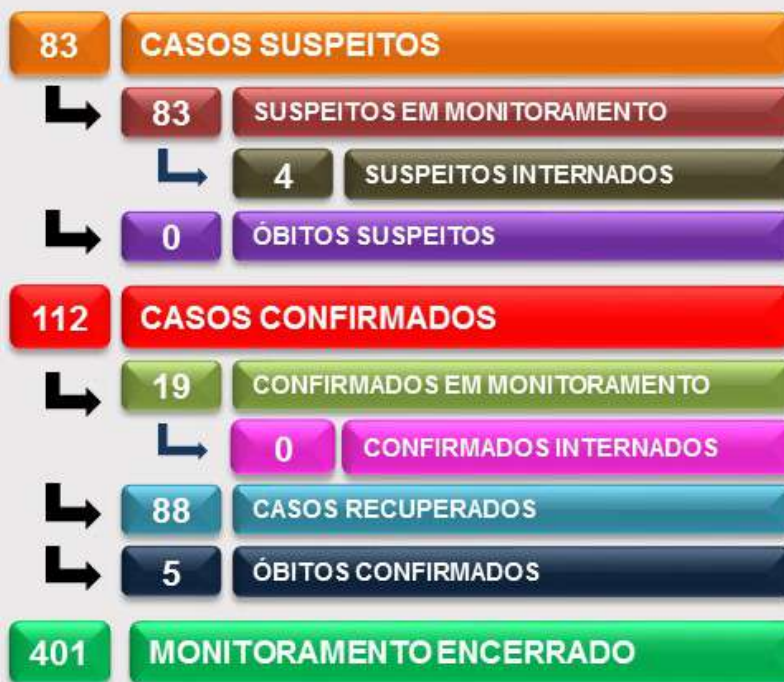 83 CASOS SUSPEITOS
83 SUSPEITOS EM MONITORAMENTO
4 SUSPEITOS INTERNADOS
0 ÓBITOS SUSPEITOS
112 CASOS CONFIRMADOS
19 CONFIRMADOS EM MONITORAMENTO
0 CONFIRMADOS INTERNADOS
88 CASOS RECUPERADOS
5 ÓBITOS CONFIRMADOS
401 MONITORAMENTO ENCERRADO